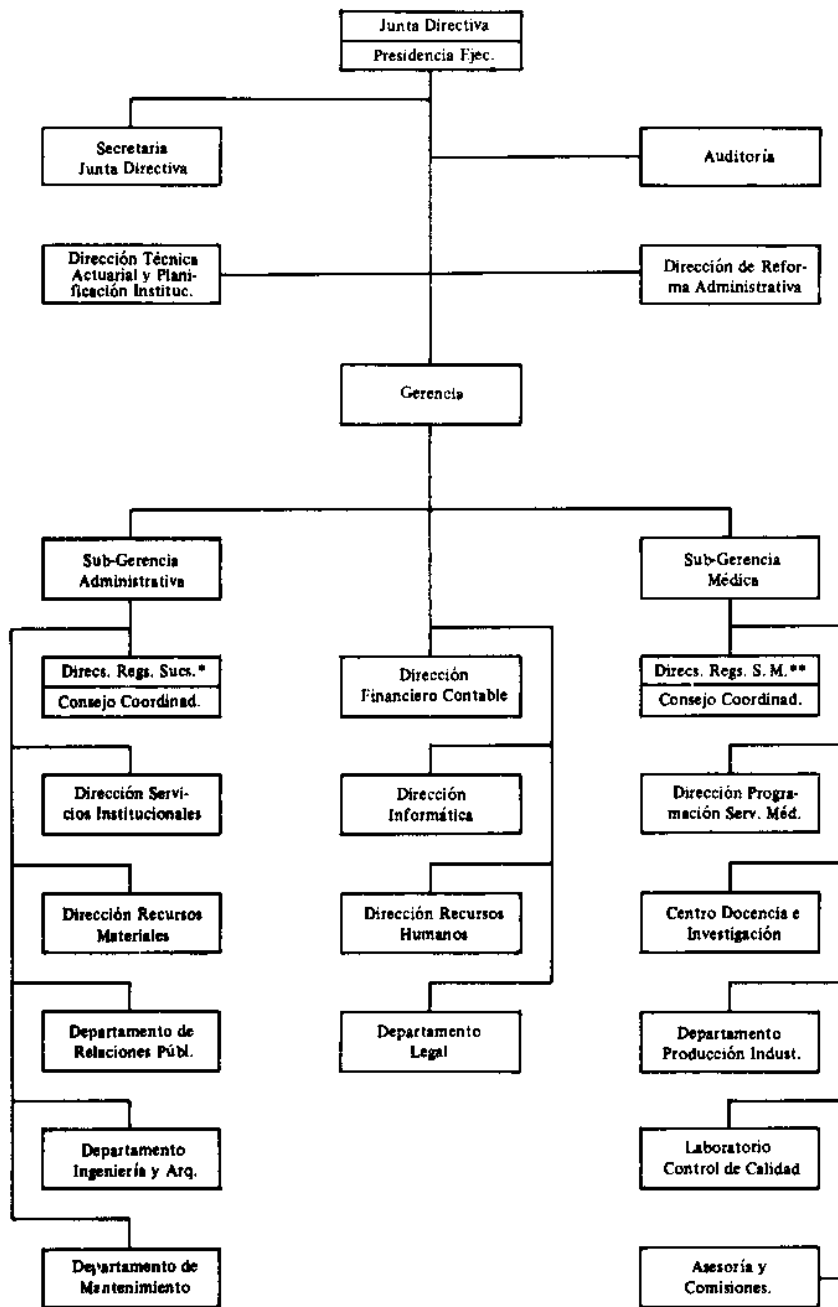 Junta Directiva
Presidencia Ejec.
Secretaria
Junta Directiva
Auditoría
Dirección Técnica
Actuarial y Plani-
ficación Instituc.
Dirección de Refor-
ma Administrativa
Gerencia
Sub-Gerencia
Administrativa
Sub-Gerencia
Médica
Direcs. Regs. Sucs.*
Consejo Coordinad.
Dirección
Financiero Contable
Direcs. Regs. S. M.**
Consejo Coordinad.
Dirección Servi-
cios Institucionales
Dirección
Informática
Dirección Progra-
mación Serv. Méd.
Dirección Recursos
Materiales
Dirección Recursos
Humanos
Centro Docencia e
Investigación
Departamento de
Relaciones Públ.
Departamento
Legal
Departamento
Producción Indust.
Departamento
Ingeniería y Arq.
Laboratorio
Control de Calidad
Departamento de
Mantenimiento
Asesoría y
Comisiones.